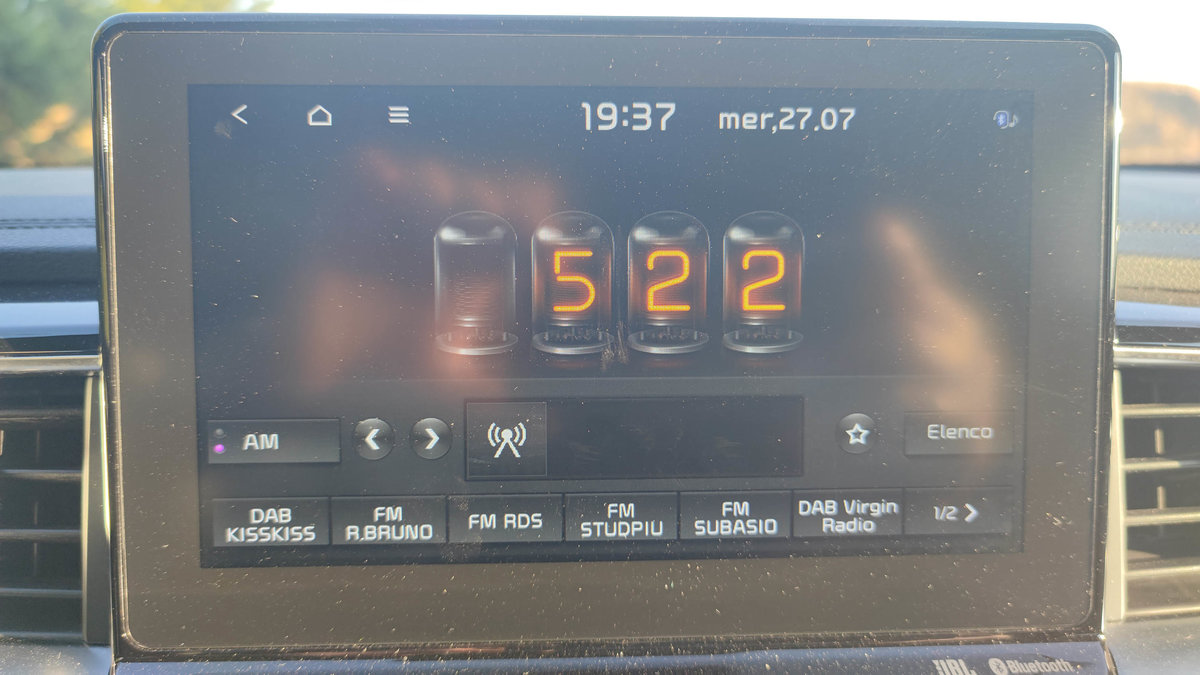 19:37 mer,27.07
522
AM
Elenco
DAB
KISSKISS
FM
R.BRUNO
FM RDS
FM
STUDPIU
FM
SUBASIO
DAB Virgin
Radio
1/2
JBL Bluetooth